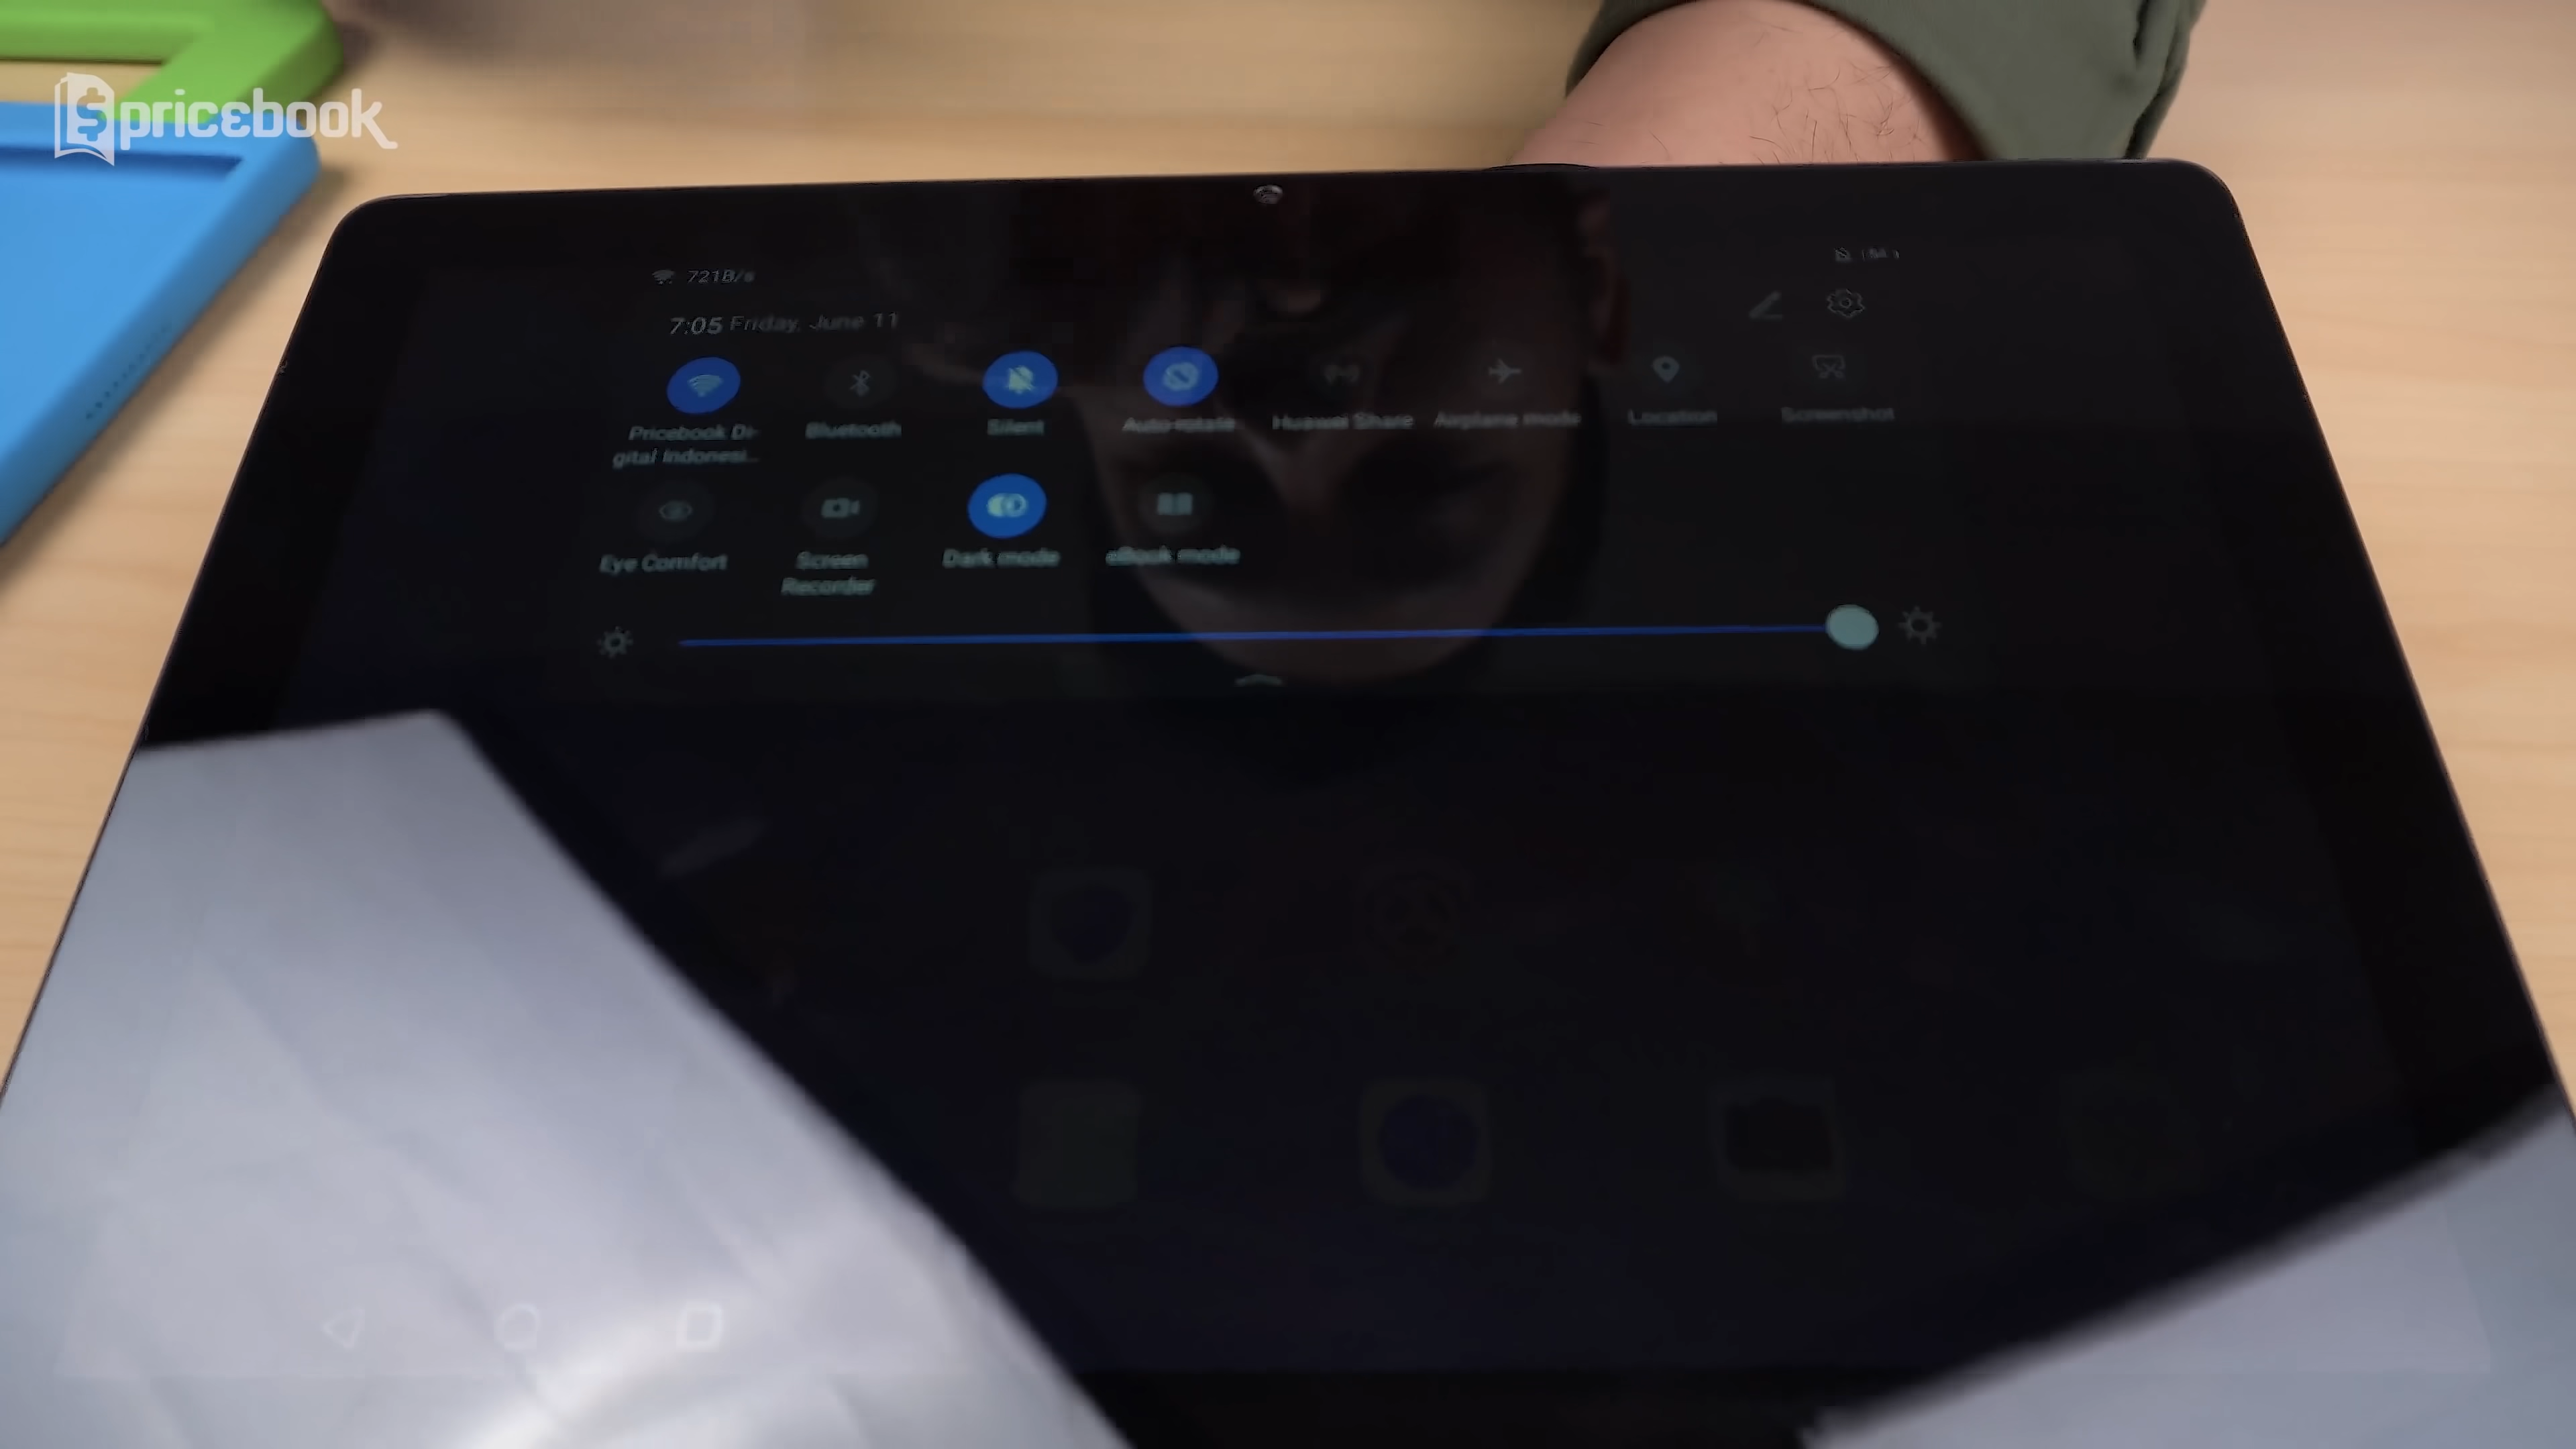 pricebook
721B/s
7:05 Friday, June 11
Pricebook Di-
gital Indonesi...
Bluetooth
Silent
Auto-rotate
Huawei Share
Airplane mode
Location
Screenshot
Eye Comfort
Screen
Recorder
Dark mode
eBook mode